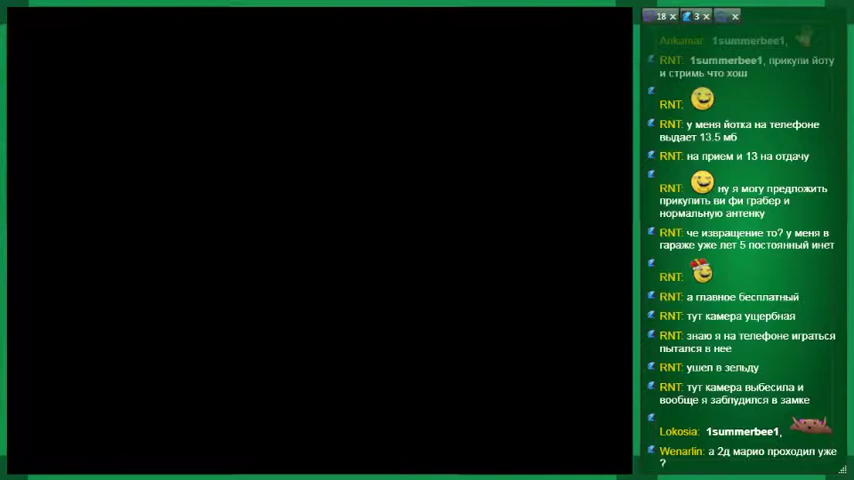 18 × 3 × ×
Ankamar: 1summerbee1,
RNT: 1summerbee1, прикупи йоту
и стримь что хош
RNT:
RNT: у меня йотка на телефоне
выдает 13.5 мб
RNT: на прием и 13 на отдачу
RNT: ну я могу предложить
прикупить ви фи грабер и
нормальную антенку
RNT: че извращение то? у меня в
гараже уже лет 5 постоянный инет
RNT:
RNT: а главное бесплатный
RNT: тут камера ущербная
RNT: знаю я на телефоне играться
пытался в нее
RNT: ушел в зельду
RNT: тут камера выбесила и
вообще я заблудился в замке
Lokosia: 1summerbee1,
Wenarlin: а 2д марио проходил уже
?